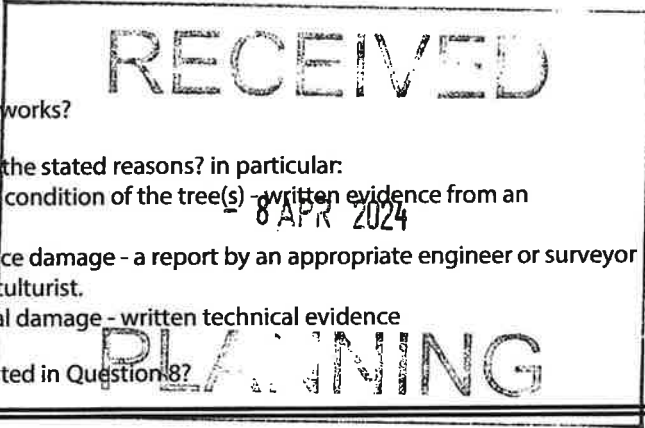 RECEIVED
works?
the stated reasons? in particular:
condition of the tree(s) - written evidence from an
- 8 APR 2024
ce damage - a report by an appropriate engineer or surveyor
culturist.
al damage - written technical evidence
PLANNING
ted in Question 8?